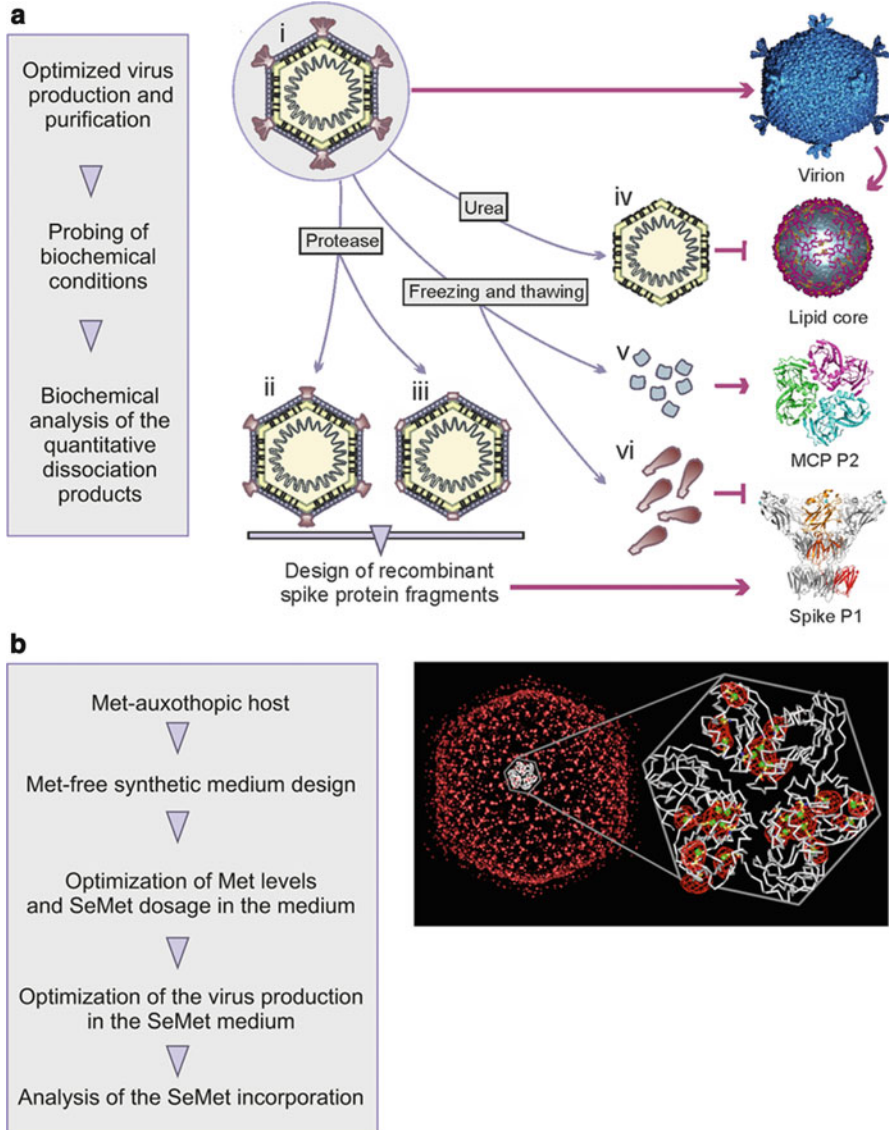 a
Optimized virus
production and
purification
Probing of
biochemical
conditions
Biochemical
analysis of the
quantitative
dissociation
products
i
Virion
Urea
Protease
iv
Freezing and thawing
Lipid core
v
MCP P2
ii
iii
vi
Design of recombinant
spike protein fragments
Spike P1
b
Met-auxothopic host
Met-free synthetic medium design
Optimization of Met levels
and SeMet dosage in the medium
Optimization of the virus production
in the SeMet medium
Analysis of the SeMet incorporation